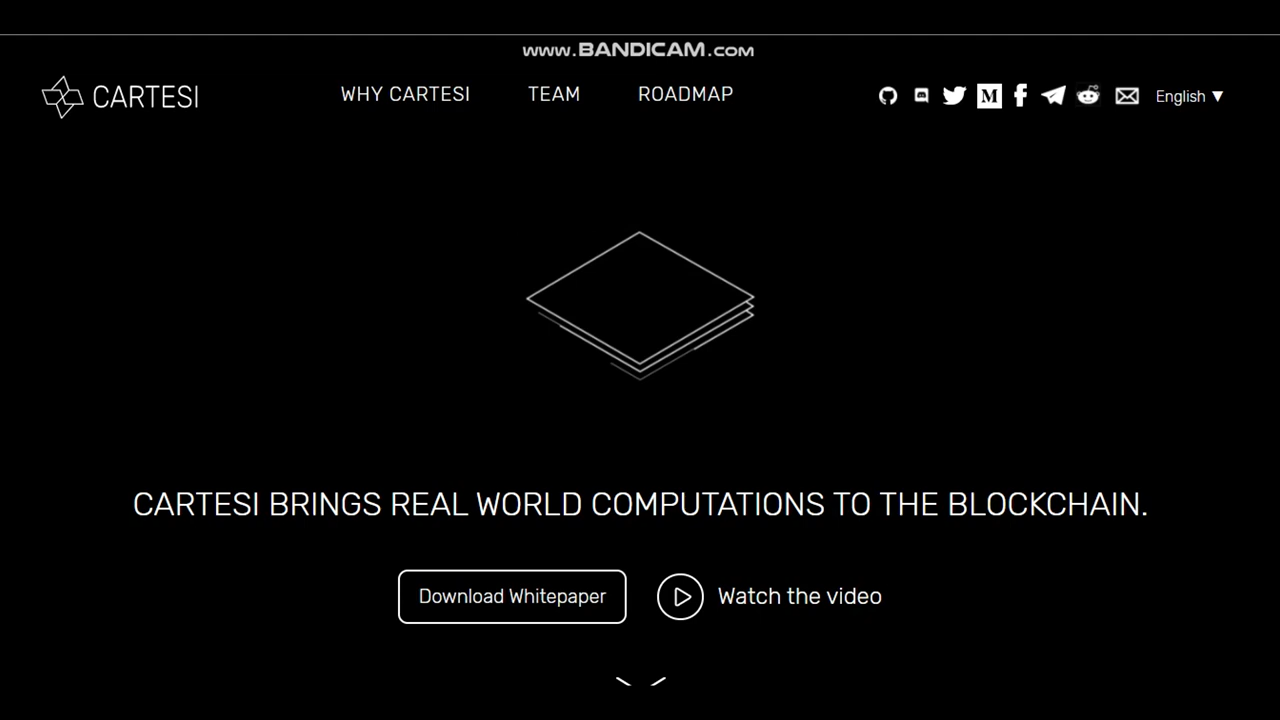 www.BANDICAM.com
CARTESI
WHY CARTESI TEAM ROADMAP
M
English ▼
CARTESI BRINGS REAL WORLD COMPUTATIONS TO THE BLOCKCHAIN.
Download Whitepaper
Watch the video